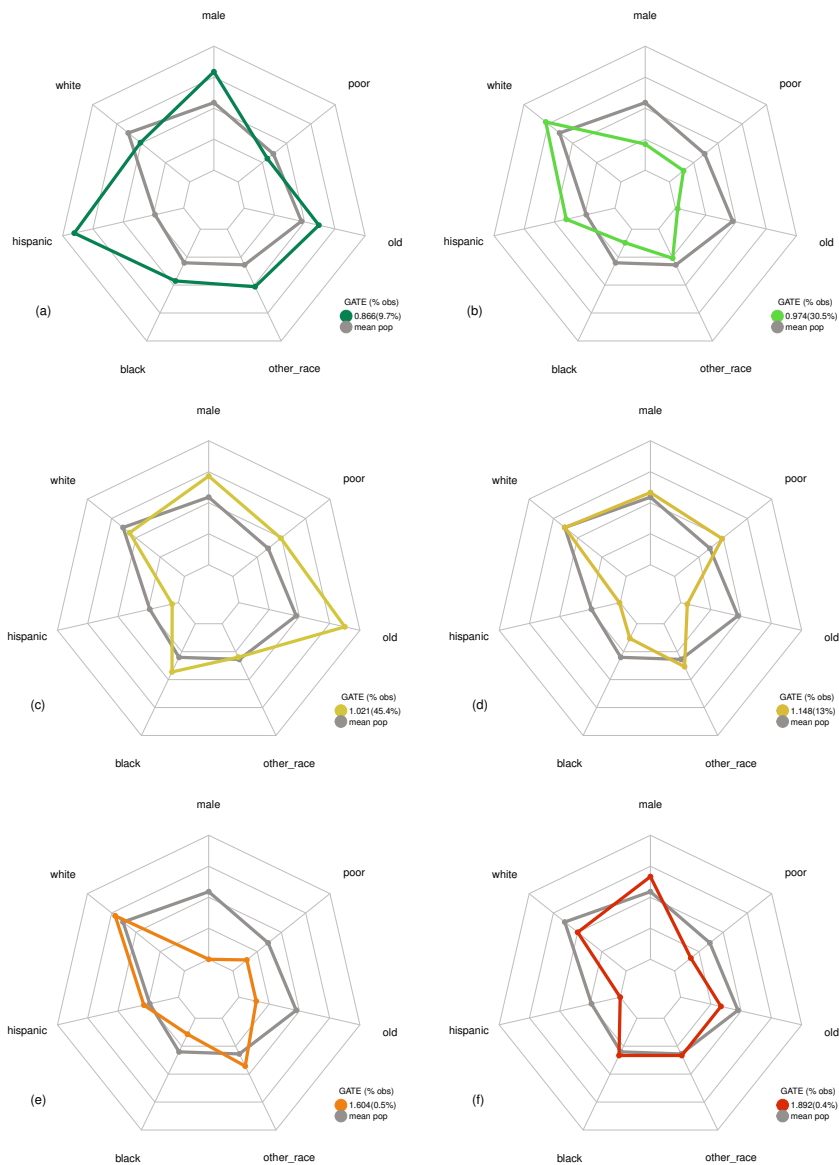 male
white
poor
hispanic
old
(a)
GATE (% obs)
0.866(9.7%)
mean pop
black
other_race
male
white
poor
hispanic
old
(b)
GATE (% obs)
0.974(30.5%)
mean pop
black
other_race
male
white
poor
hispanic
old
(c)
GATE (% obs)
1.021(45.4%)
mean pop
black
other_race
male
white
poor
hispanic
old
(d)
GATE (% obs)
1.148(13%)
mean pop
black
other_race
male
white
poor
hispanic
old
(e)
GATE (% obs)
1.604(0.5%)
mean pop
black
other_race
male
white
poor
hispanic
old
(f)
GATE (% obs)
1.892(0.4%)
mean pop
black
other_race